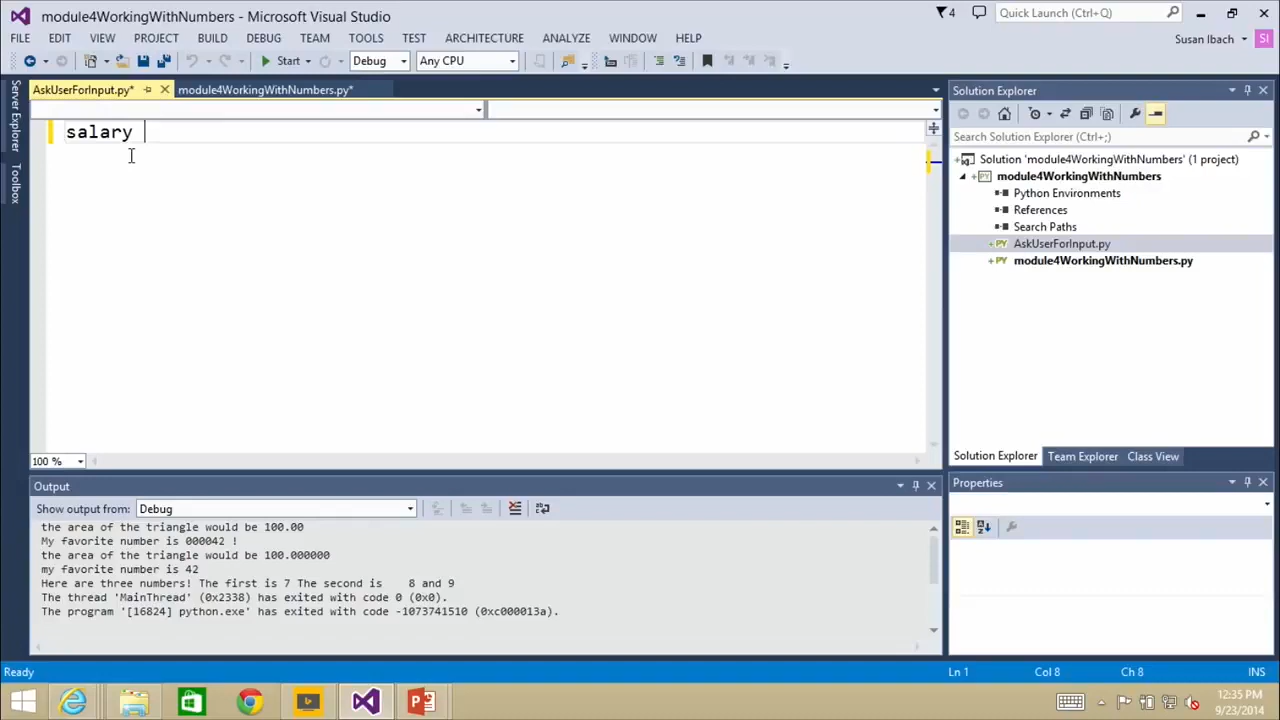 module4WorkingWithNumbers - Microsoft Visual Studio
4
Quick Launch (Ctrl+Q)
FILE EDIT VIEW PROJECT BUILD DEBUG TEAM TOOLS TEST ARCHITECTURE ANALYZE WINDOW HELP
Susan Ibach
SI
Start
Debug
Any CPU
Server Explorer
Toolbox
AskUserForInput.py*
module4WorkingWithNumbers.py*
salary
100 %
Solution Explorer
Search Solution Explorer (Ctrl+;)
Solution 'module4WorkingWithNumbers' (1 project)
module4WorkingWithNumbers
Python Environments
References
Search Paths
AskUserForInput.py
module4WorkingWithNumbers.py
Solution Explorer Team Explorer Class View
Output
Show output from: Debug
the area of the triangle would be 100.00
My favorite number is 000042 !
the area of the triangle would be 100.000000
my favorite number is 42
Here are three numbers! The first is 7 The second is    8 and 9
The thread 'MainThread' (0x2338) has exited with code 0 (0x0).
The program '[16824] python.exe' has exited with code -1073741510 (0xc000013a).
Properties
Ready
Ln 1
Col 8
Ch 8
INS
12:35 PM
9/23/2014